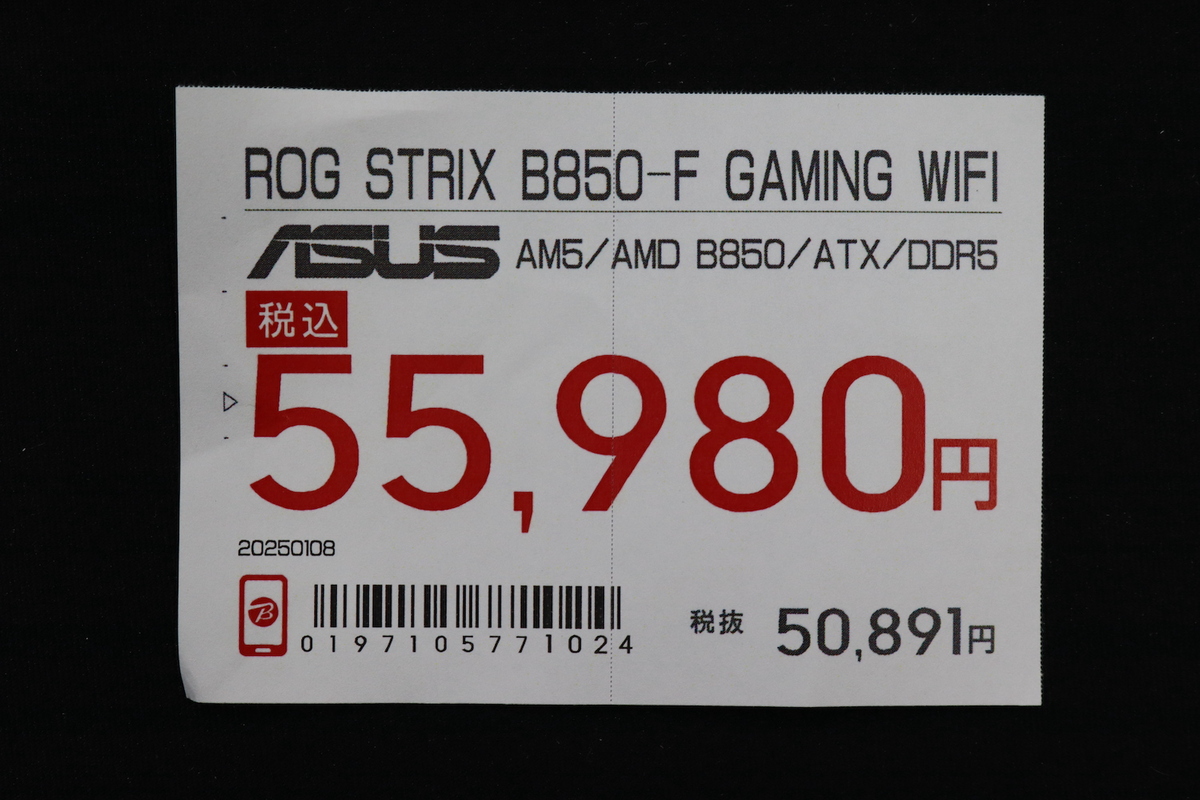 ROG STRIX B850-F GAMING WIFI
ASUS AM5/AMD B850/ATX/DDR5
税込
55,980円
20250108
B
0197105771024
税抜 50,891円